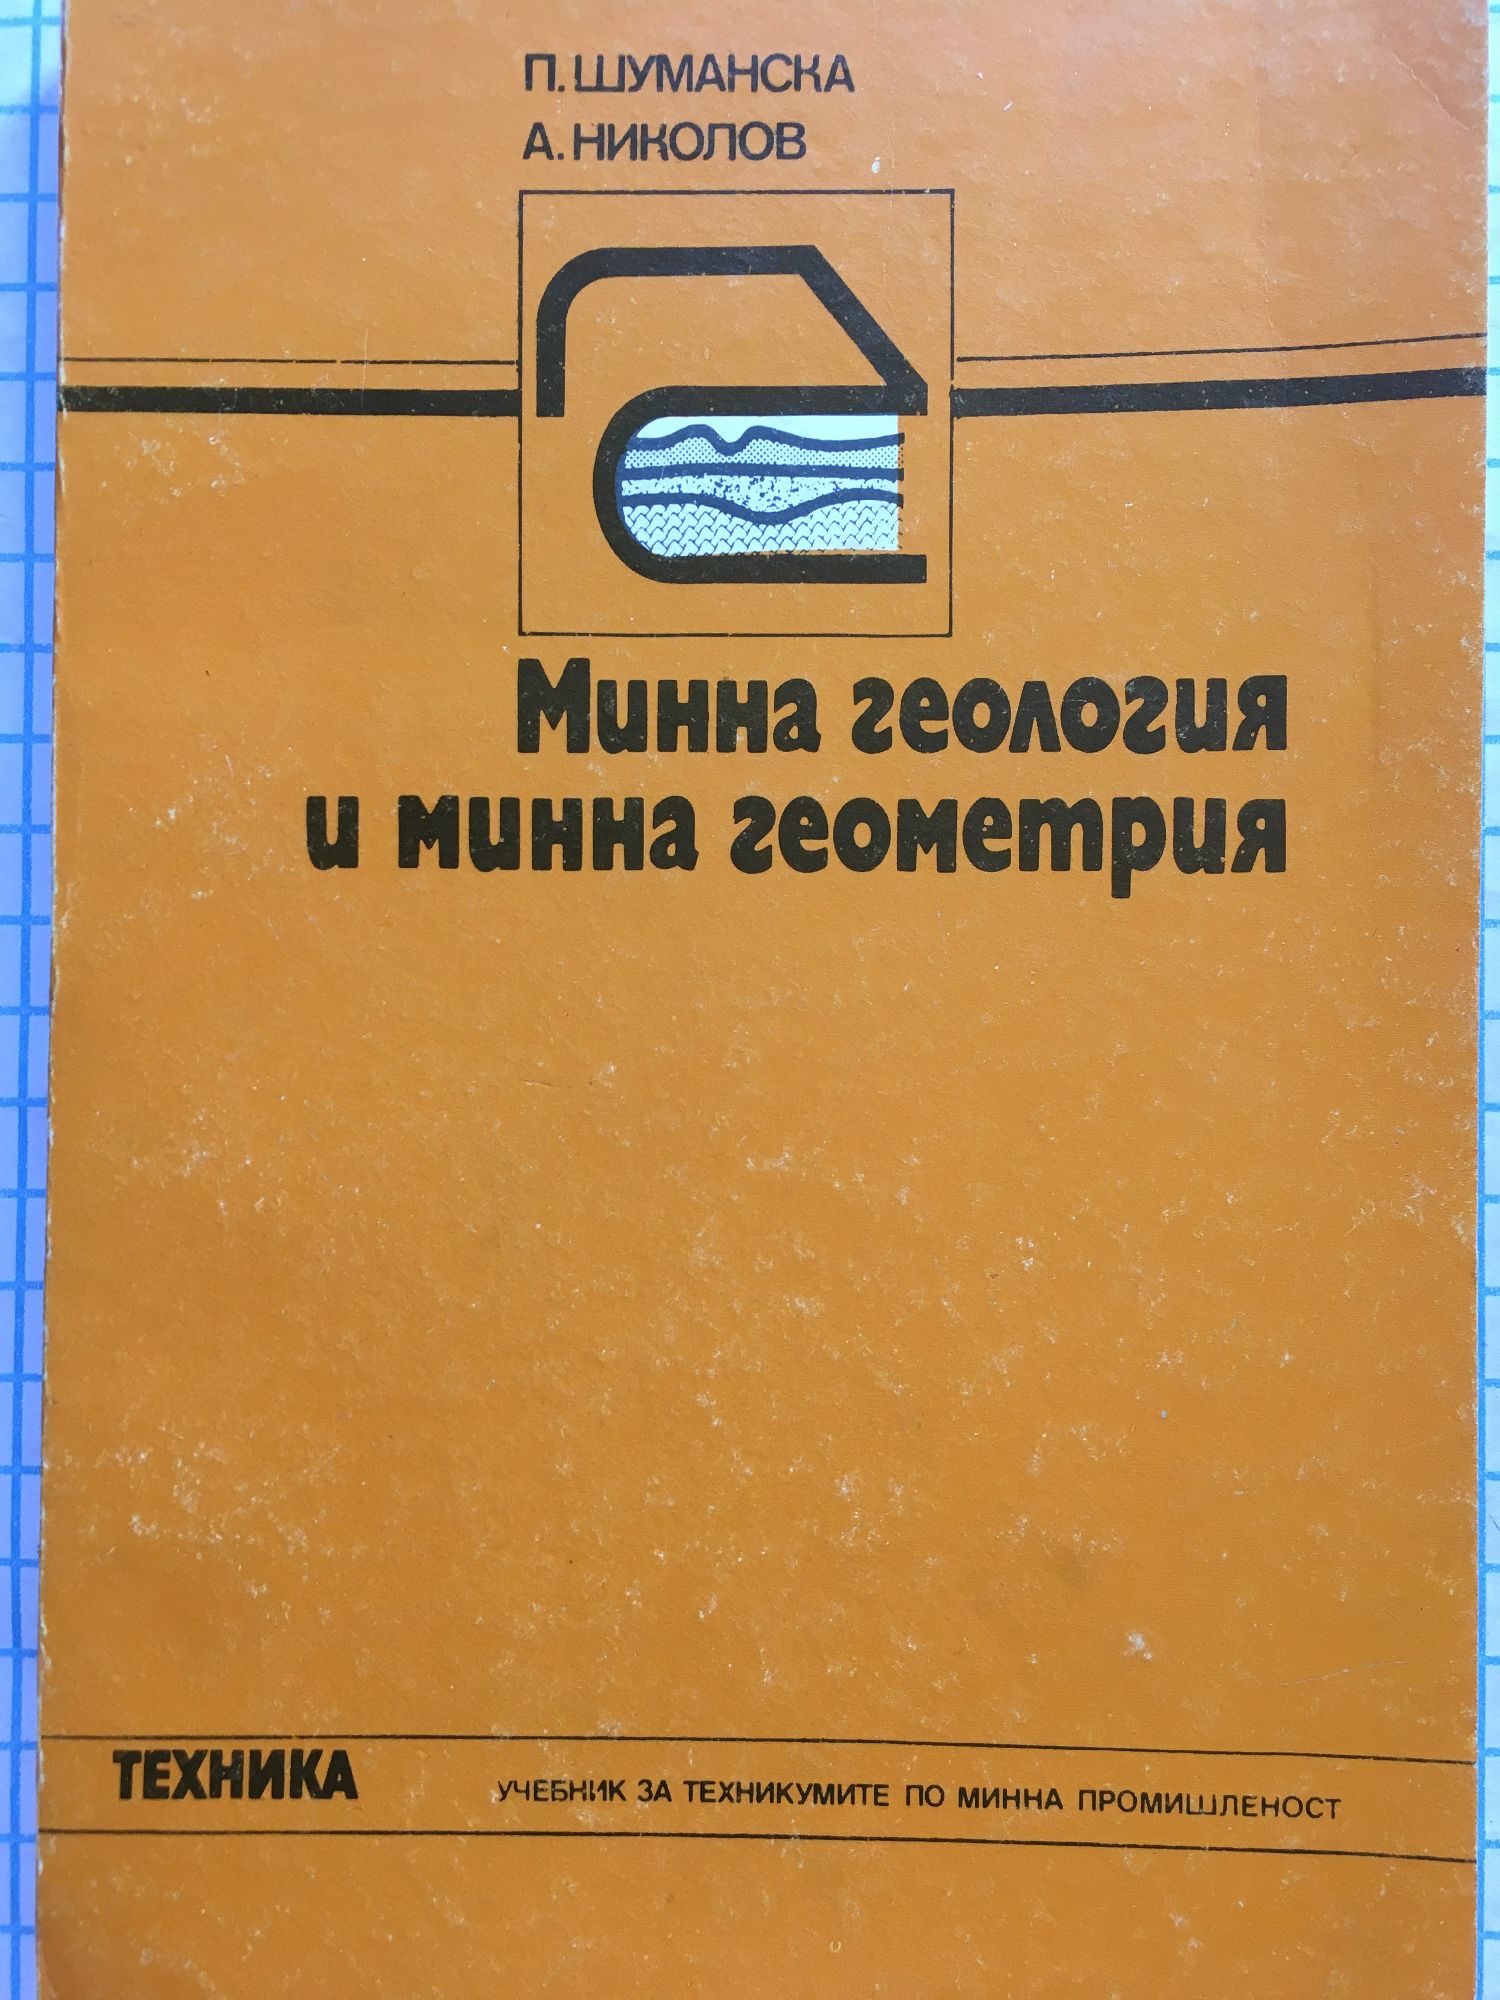 П. ШУМАНСКА
А. НИКОЛОВ
Минна геология
и минна геометрия
ТЕХНИКА
УЧЕБНИК ЗА ТЕХНИКУМИТЕ ПО МИННА ПРОМИШЛЕНОСТ